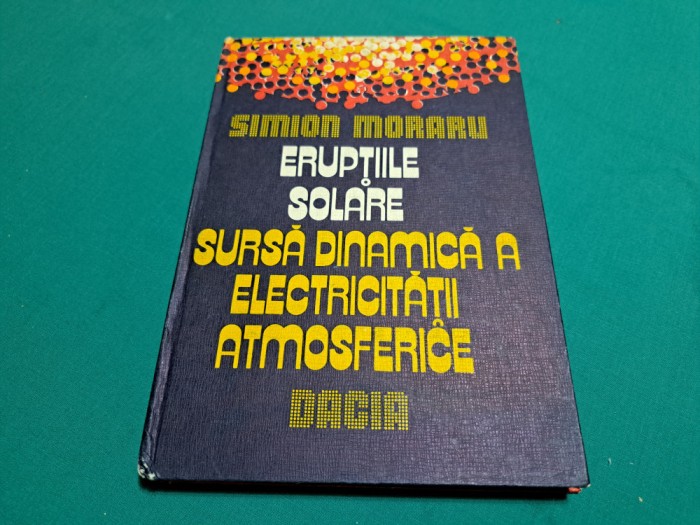 SIMION MORARU
ERUPȚIILE
SOLARE
SURSĂ DINAMICĂ A
ELECTRICITĂȚII
ATMOSFERICE
DACIA